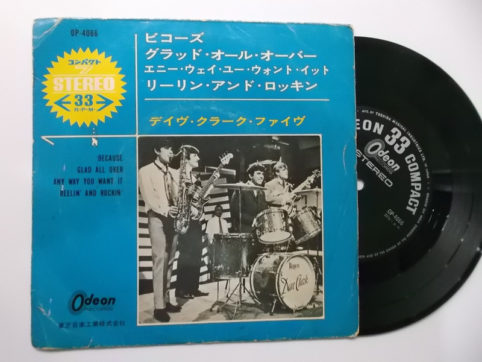 OP-4066
コンパクト
STEREO
33
R·P·M
ビコーズ
グラッド・オール・オーバー
エニー・ウェイ・ユー・ウォント・イット
リーリン・アンド・ロッキン
デイヴ・クラーク・ファイヴ
BECAUSE
GLAD ALL OVER
ANY WAY YOU WANT IT
REELIN' AND ROCKIN'
Dave Clark
Odeon
東芝音楽工業株式会社
ODEON 33 COMPACT
Odeon
STEREO
OP-4066